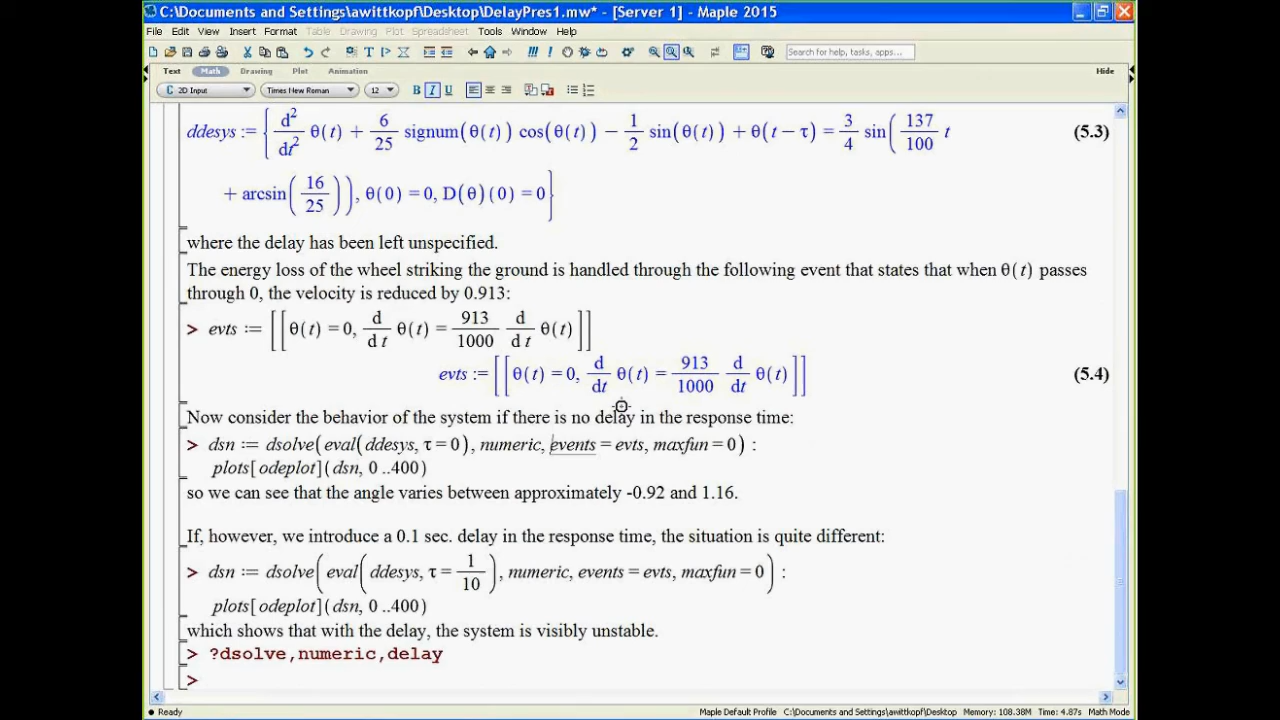 C:\Documents and Settings\awittkopf\Desktop\DelayPres1.mw* - [Server 1] - Maple 2015
File Edit View Insert Format Table Drawing Plot Spreadsheet Tools Window Help
Search for help, tasks, apps...
Text Math Drawing Plot Animation Hide
C 2D Input Times New Roman 12 B I U
ddesys := { d²/dt² θ(t) + 6/25 signum(θ(t)) cos(θ(t)) − 1/2 sin(θ(t)) + θ(t − τ) = 3/4 sin( 137/100 t (5.3)
+ arcsin( 16/25 ) ), θ(0) = 0, D(θ)(0) = 0 }
where the delay has been left unspecified.
The energy loss of the wheel striking the ground is handled through the following event that states that when θ(t) passes
through 0, the velocity is reduced by 0.913:
> evts := [[ θ(t) = 0, d/dt θ(t) = 913/1000 d/dt θ(t) ]]
evts := [[ θ(t) = 0, d/dt θ(t) = 913/1000 d/dt θ(t) ]] (5.4)
Now consider the behavior of the system if there is no delay in the response time:
> dsn := dsolve(eval(ddesys, τ = 0), numeric, events = evts, maxfun = 0) :
plots[odeplot](dsn, 0 ..400)
so we can see that the angle varies between approximately -0.92 and 1.16.
If, however, we introduce a 0.1 sec. delay in the response time, the situation is quite different:
> dsn := dsolve( eval( ddesys, τ = 1/10 ), numeric, events = evts, maxfun = 0 ) :
plots[odeplot](dsn, 0 ..400)
which shows that with the delay, the system is visibly unstable.
> ?dsolve,numeric,delay
>
Ready Maple Default Profile C:\Documents and Settings\awittkopf\Desktop Memory: 108.38M Time: 4.87s Math Mode